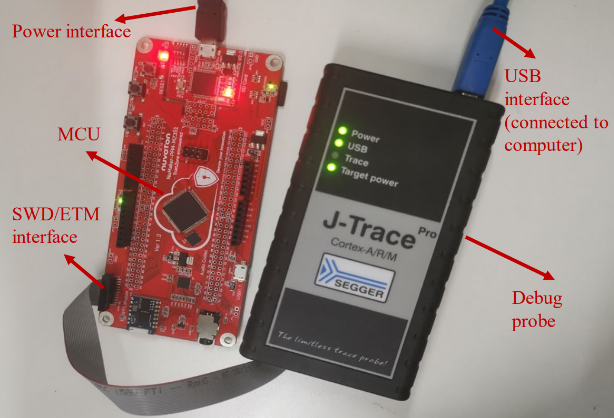 Power interface
MCU
SWD/ETM
interface
USB
interface
(connected to
computer)
Debug
probe
nuvoTon
Power
USB
Trace
Target power
J-Trace Pro
Cortex-A/R/M
SEGGER
The limitless trace probe!